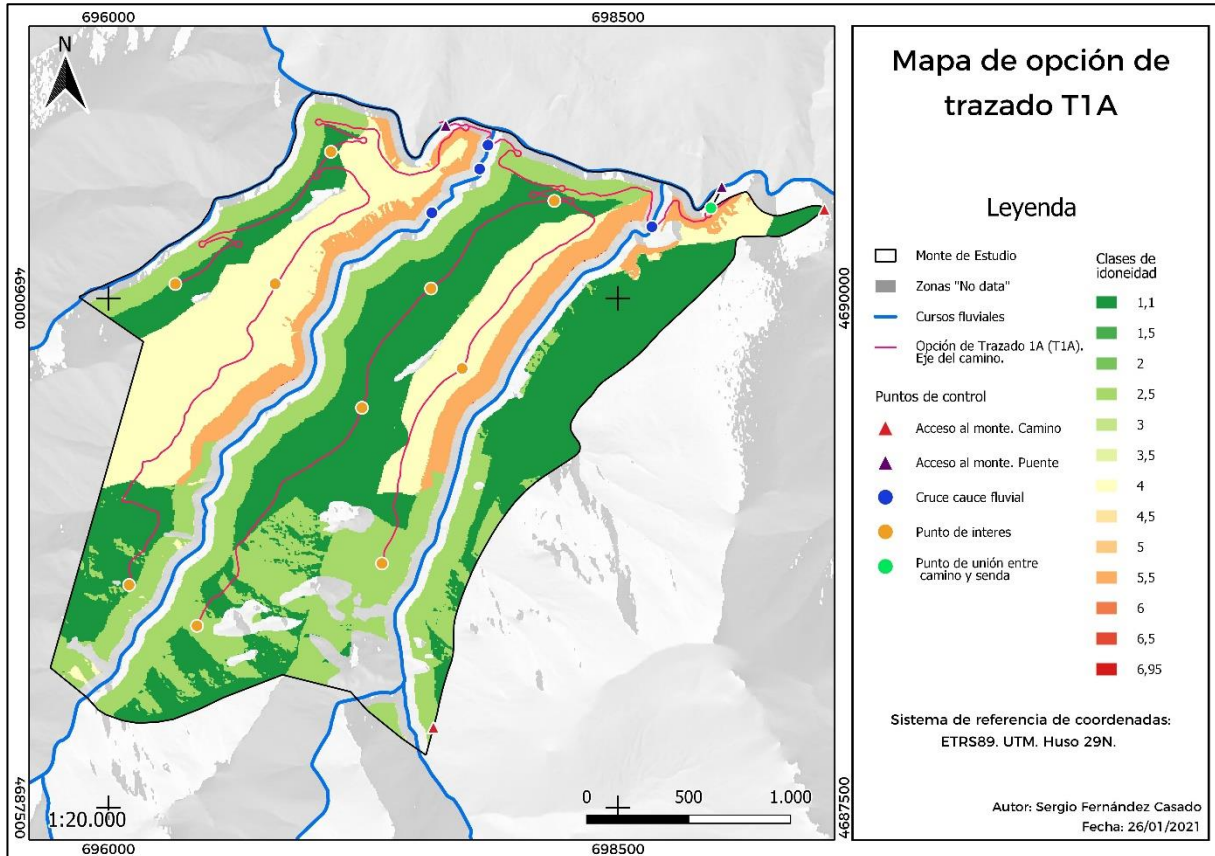 696000
698500
N
4690000
4690000
4687500
4687500
1:20.000
0 500 1.000
696000
698500
Mapa de opción de
trazado T1A
Leyenda
Monte de Estudio
Zonas "No data"
Cursos fluviales
Opción de Trazado 1A (T1A).
Eje del camino.
Puntos de control
Acceso al monte. Camino
Acceso al monte. Puente
Cruce cauce fluvial
Punto de interes
Punto de unión entre
camino y senda
Clases de
idoneidad
1,1
1,5
2
2,5
3
3,5
4
4,5
5
5,5
6
6,5
6,95
Sistema de referencia de coordenadas:
ETRS89. UTM. Huso 29N.
Autor: Sergio Fernández Casado
Fecha: 26/01/2021